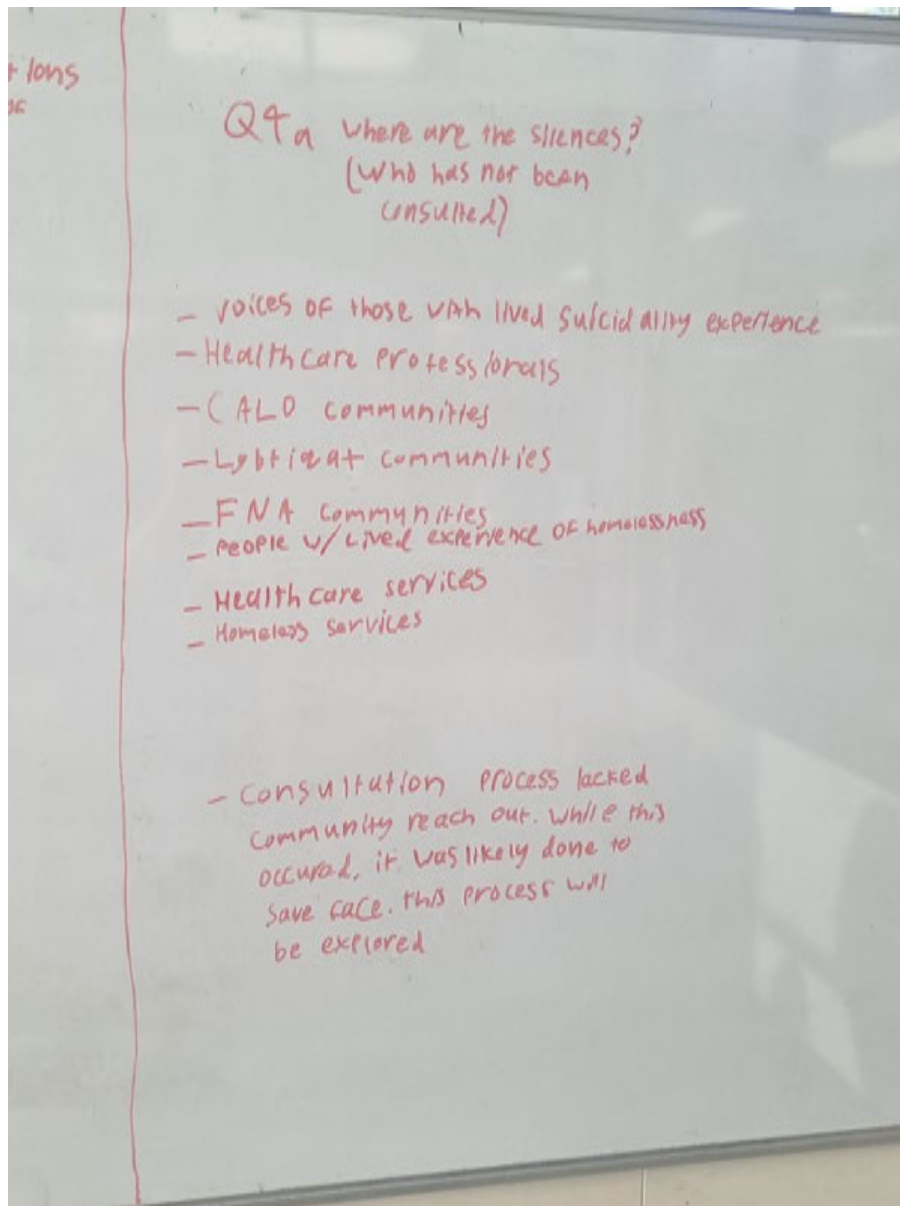 + ions
Q4a where are the silences?
(Who has not been
consulted)
- voices of those with lived suicidality experience
- Healthcare professionals
- CALD communities
- Lgbtiqa+ communities
- FNA communities
- people w/ lived experience of homelessness
- Healthcare services
- Homeless services
- Consultation process lacked
community reach out. while this
occured, it was likely done to
save face. this process will
be explored